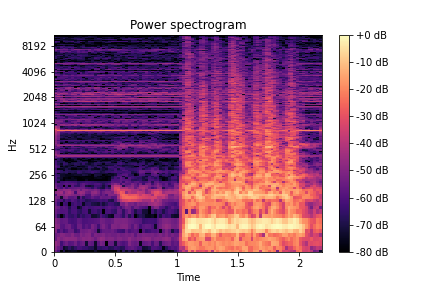 Power spectrogram
Hz
8192
4096
2048
1024
512
256
128
64
0
0
0.5
1
1.5
2
Time
+0 dB
-10 dB
-20 dB
-30 dB
-40 dB
-50 dB
-60 dB
-70 dB
-80 dB